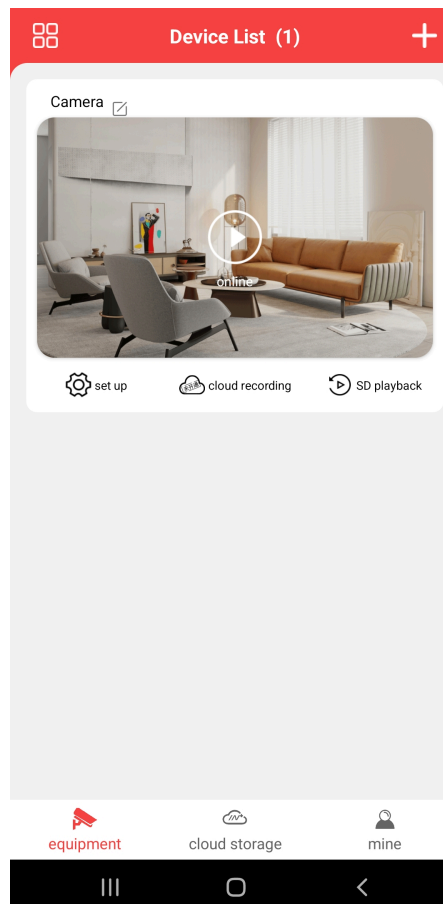 Device List (1)
Camera
online
set up
cloud recording
SD playback
equipment
cloud storage
mine